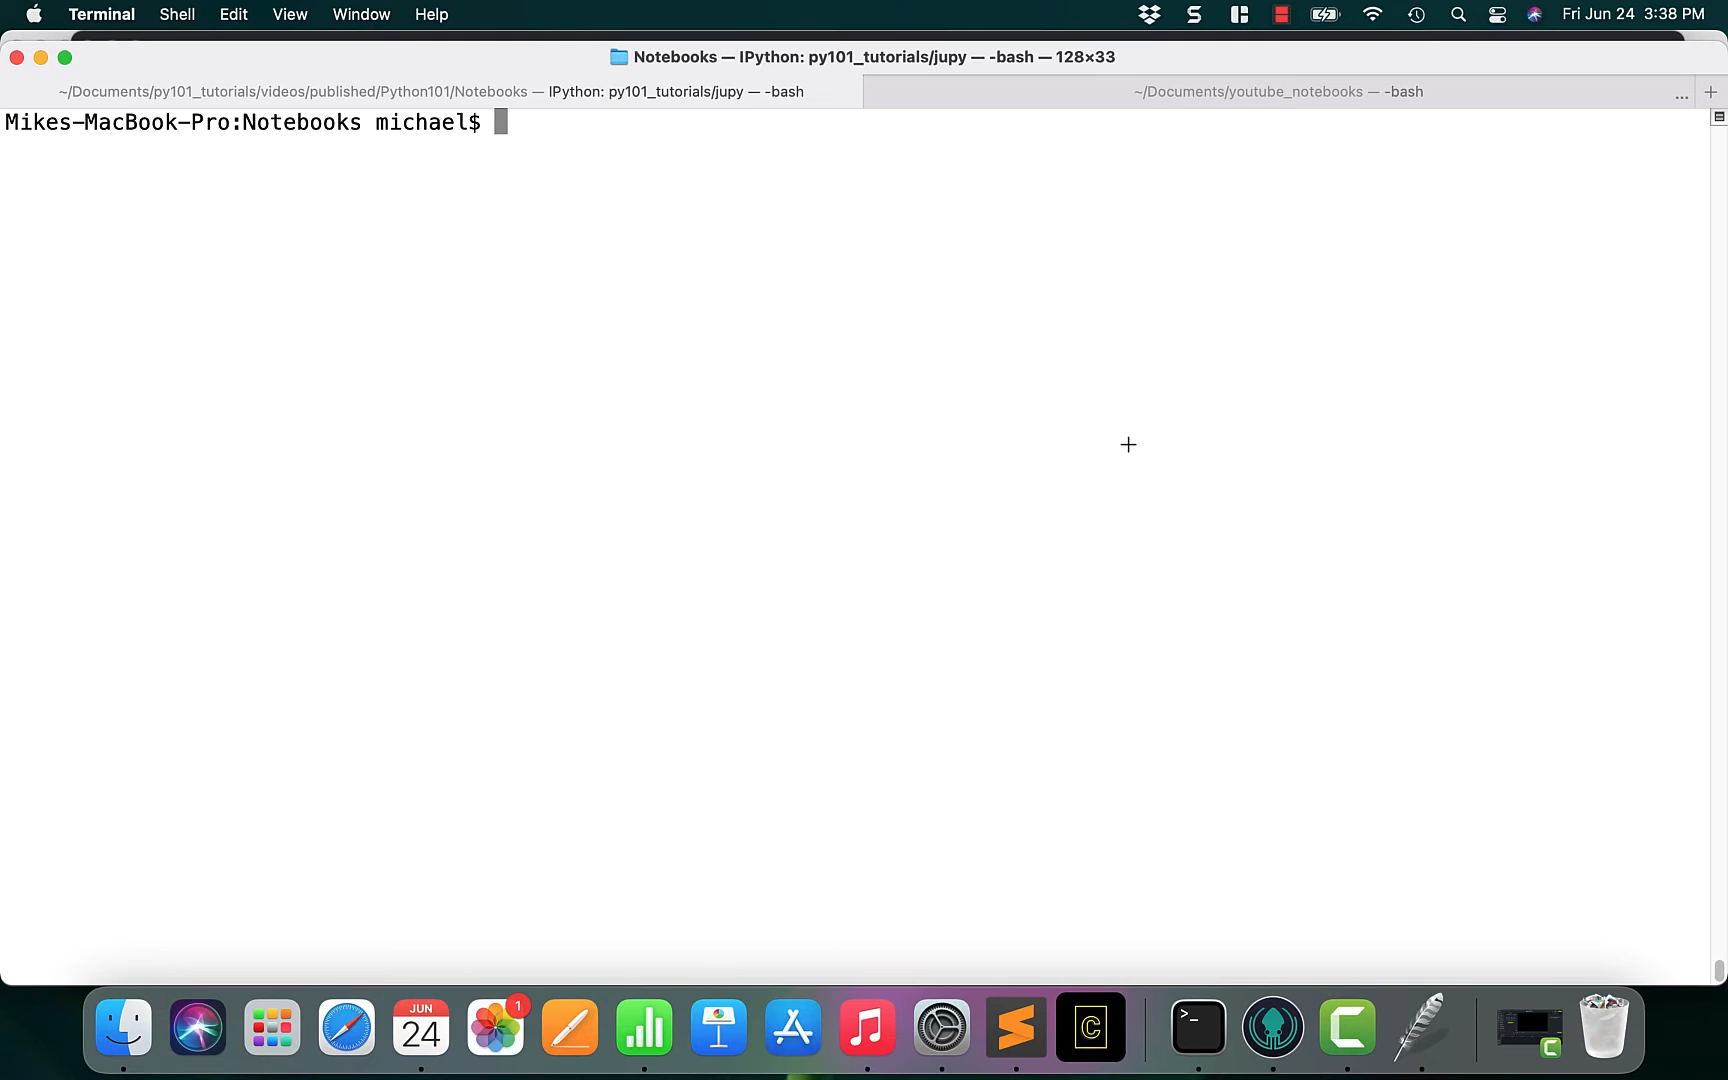 Terminal Shell Edit View Window Help Fri Jun 24 3:38 PM
Notebooks — IPython: py101_tutorials/jupy — -bash — 128×33
~/Documents/py101_tutorials/videos/published/Python101/Notebooks — IPython: py101_tutorials/jupy — -bash
~/Documents/youtube_notebooks — -bash ... +
Mikes-MacBook-Pro:Notebooks michael$
JUN
24
1
C
>_